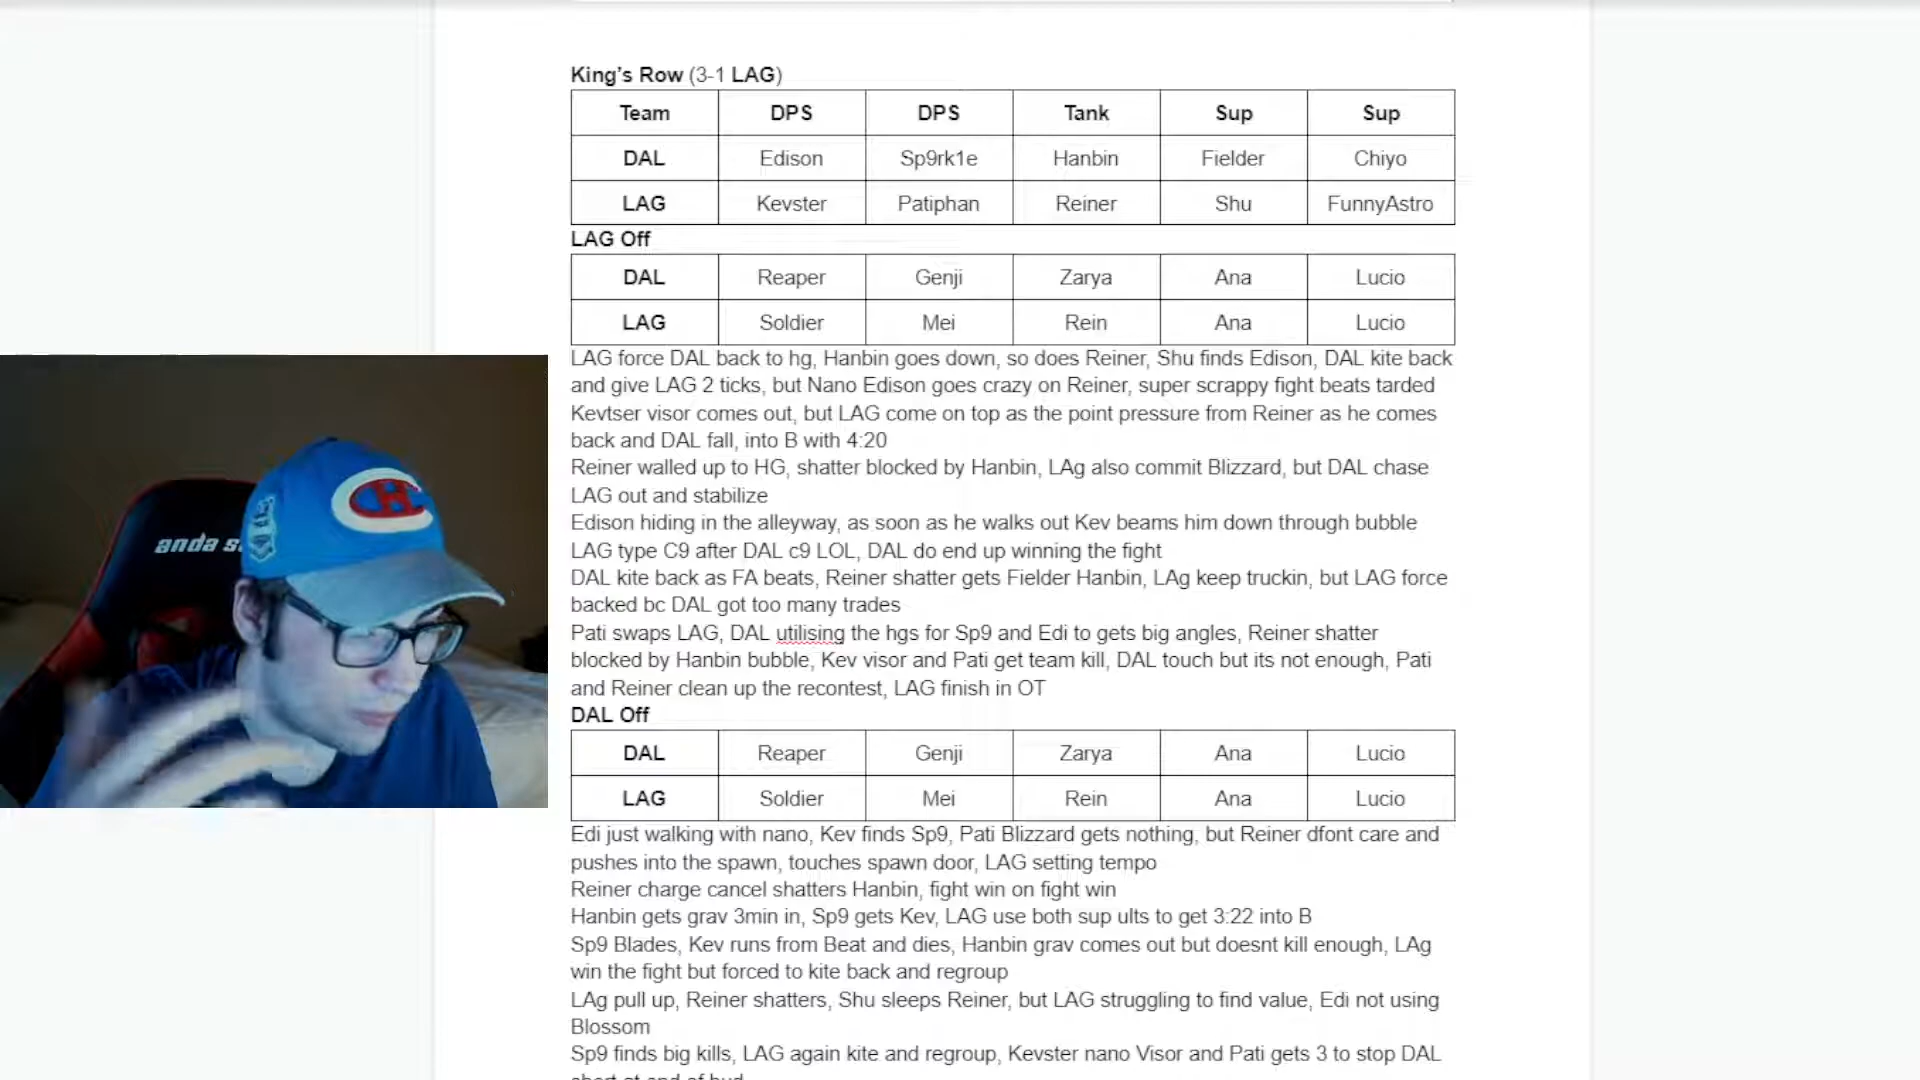 King's Row (3-1 LAG)
Team DPS DPS Tank Sup Sup
DAL Edison Sp9rk1e Hanbin Fielder Chiyo
LAG Kevster Patiphan Reiner Shu FunnyAstro
LAG Off
DAL Reaper Genji Zarya Ana Lucio
LAG Soldier Mei Rein Ana Lucio
LAG force DAL back to hg, Hanbin goes down, so does Reiner, Shu finds Edison, DAL kite back
and give LAG 2 ticks, but Nano Edison goes crazy on Reiner, super scrappy fight beats tarded
Kevtser visor comes out, but LAG come on top as the point pressure from Reiner as he comes
back and DAL fall, into B with 4:20
Reiner walled up to HG, shatter blocked by Hanbin, LAg also commit Blizzard, but DAL chase
LAG out and stabilize
Edison hiding in the alleyway, as soon as he walks out Kev beams him down through bubble
LAG type C9 after DAL c9 LOL, DAL do end up winning the fight
DAL kite back as FA beats, Reiner shatter gets Fielder Hanbin, LAg keep truckin, but LAG force
backed bc DAL got too many trades
Pati swaps LAG, DAL utilising the hgs for Sp9 and Edi to gets big angles, Reiner shatter
blocked by Hanbin bubble, Kev visor and Pati get team kill, DAL touch but its not enough, Pati
and Reiner clean up the recontest, LAG finish in OT
DAL Off
DAL Reaper Genji Zarya Ana Lucio
LAG Soldier Mei Rein Ana Lucio
Edi just walking with nano, Kev finds Sp9, Pati Blizzard gets nothing, but Reiner dfont care and
pushes into the spawn, touches spawn door, LAG setting tempo
Reiner charge cancel shatters Hanbin, fight win on fight win
Hanbin gets grav 3min in, Sp9 gets Kev, LAG use both sup ults to get 3:22 into B
Sp9 Blades, Kev runs from Beat and dies, Hanbin grav comes out but doesnt kill enough, LAg
win the fight but forced to kite back and regroup
LAg pull up, Reiner shatters, Shu sleeps Reiner, but LAG struggling to find value, Edi not using
Blossom
Sp9 finds big kills, LAG again kite and regroup, Kevster nano Visor and Pati gets 3 to stop DAL
anda s
CH